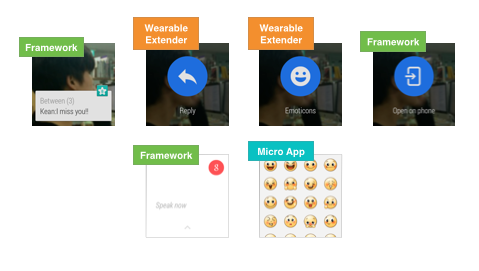 Framework
Between (3)
Kean:I miss you!!
Wearable
Extender
Reply
Wearable
Extender
Emoticons
Framework
Open on phone
Framework
8
Speak now
Micro App